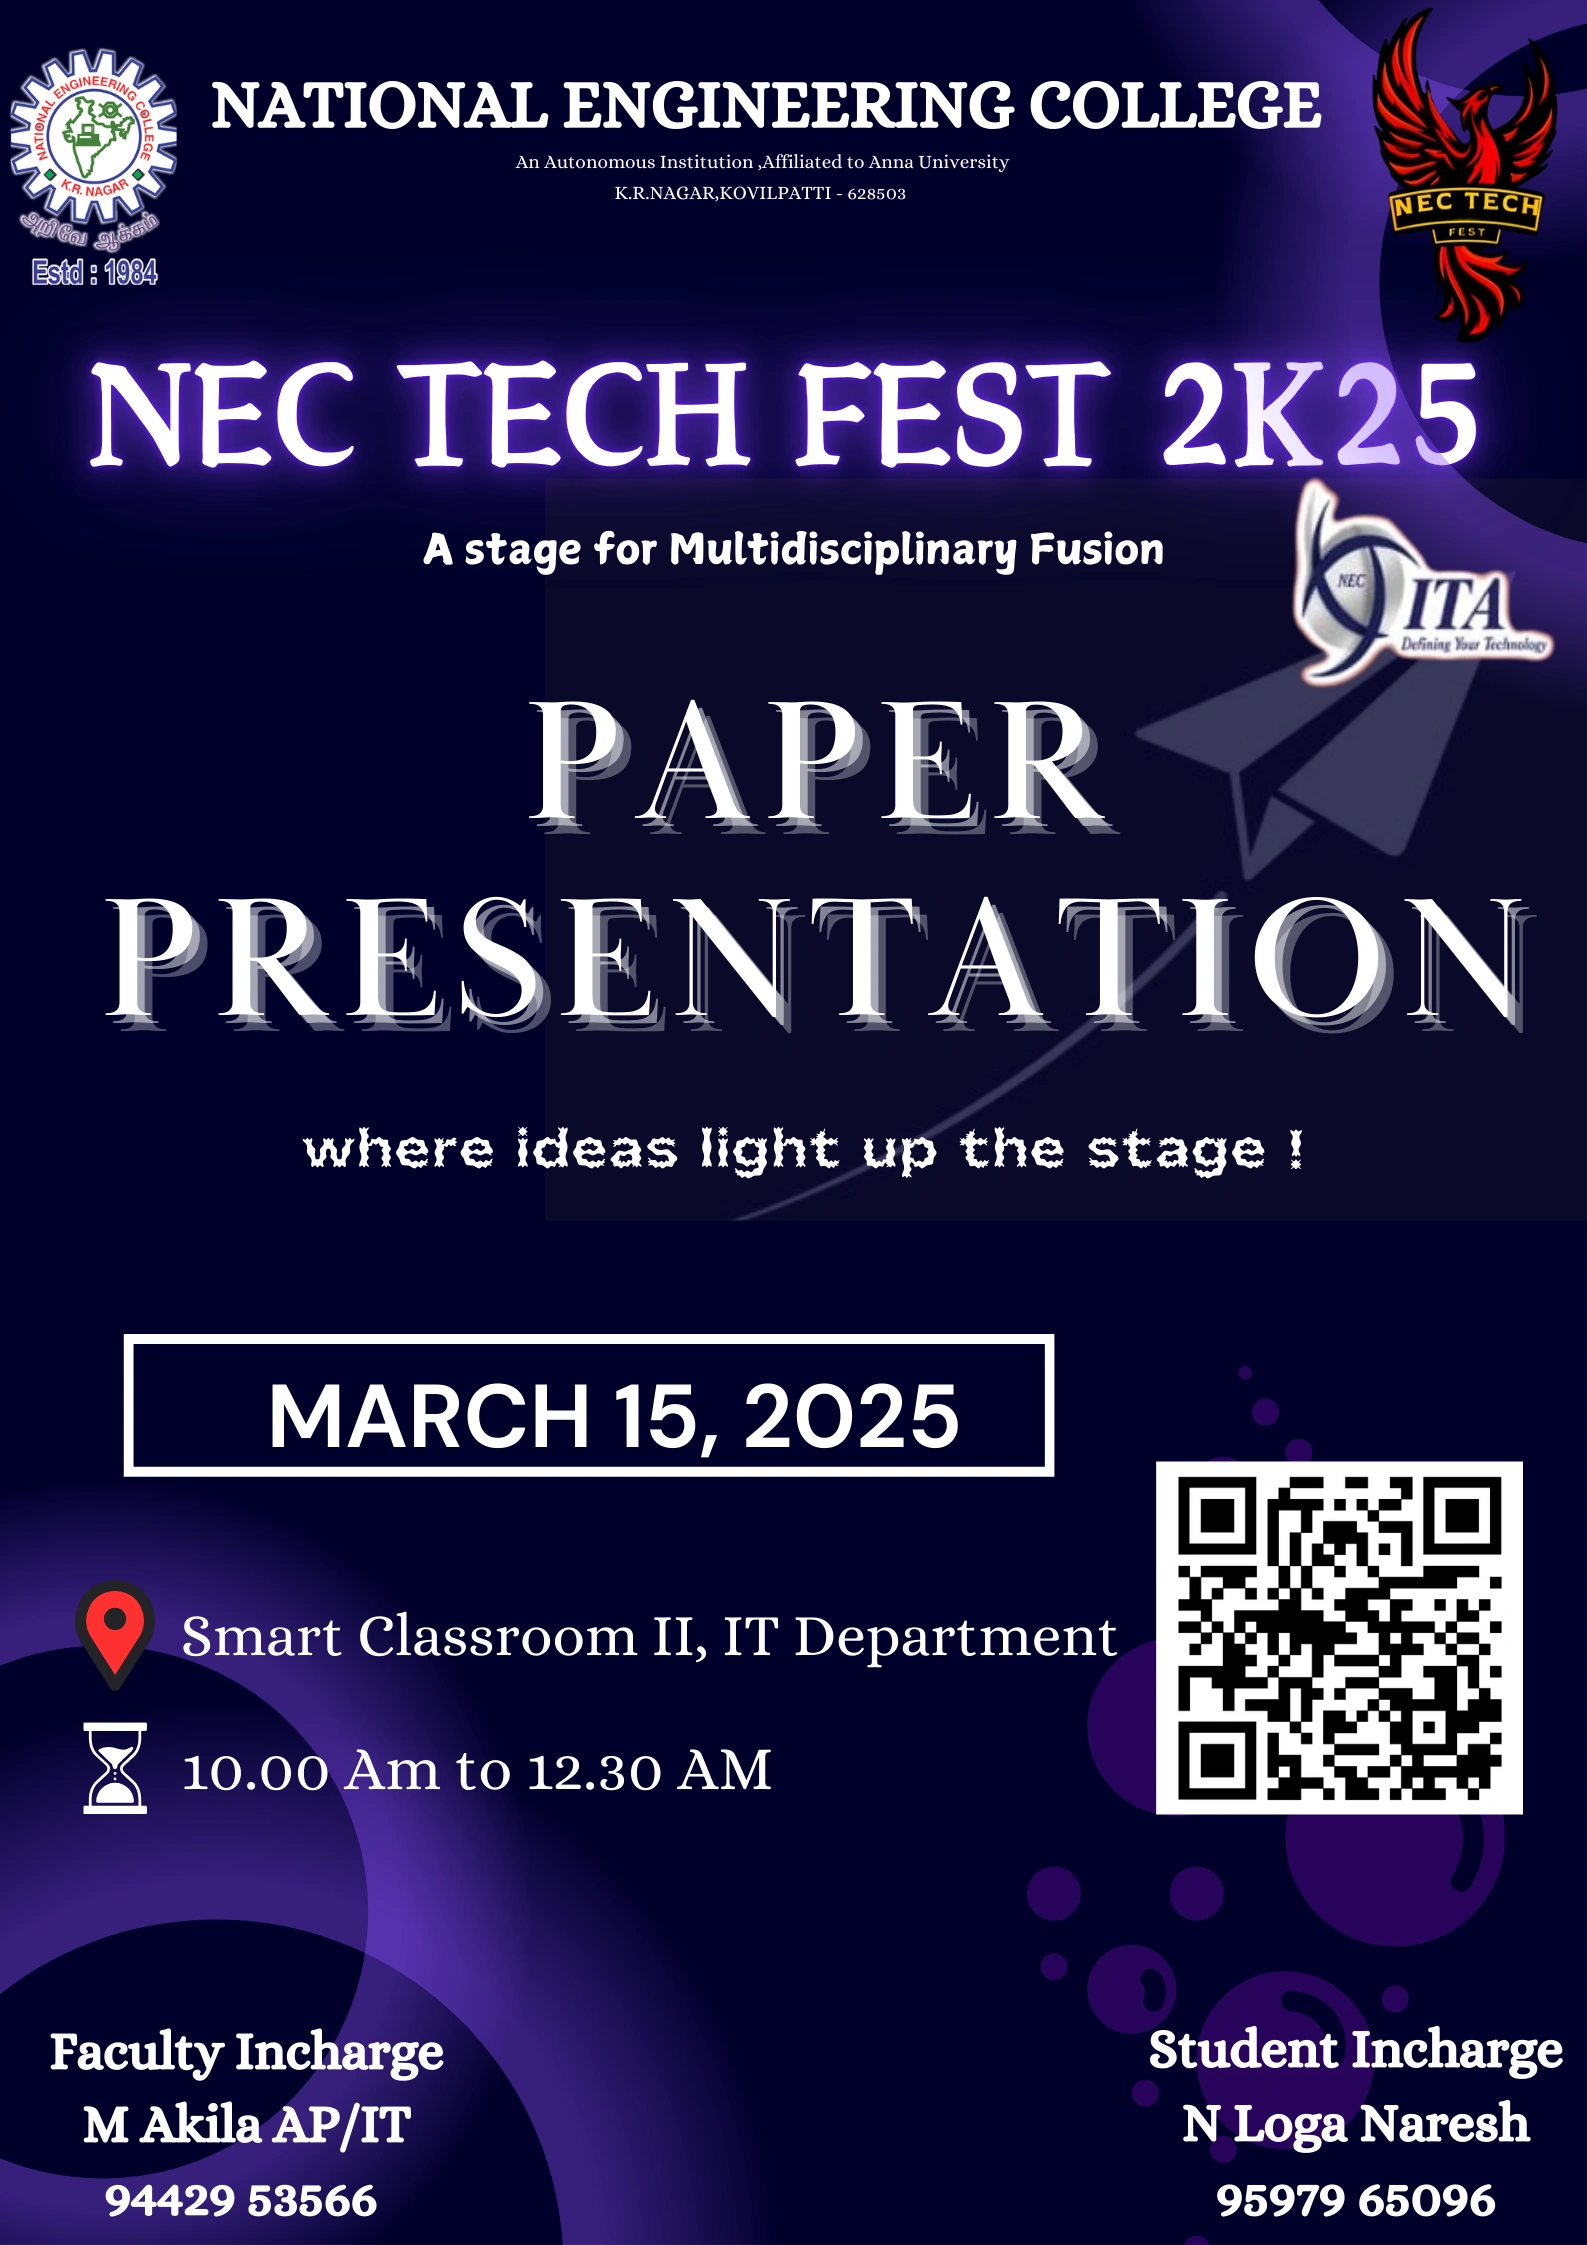 NATIONAL ENGINEERING COLLEGE
An Autonomous Institution ,Affiliated to Anna University
K.R.NAGAR,KOVILPATTI - 628503
NATIONAL ENGINEERING COLLEGE
K.R. NAGAR
அறிவே ஆக்கம்
Estd : 1984
NEC TECH
FEST
NEC TECH FEST 2K25
A stage for Multidisciplinary Fusion
NEC
ITA
Defining Your Technology
PAPER
PRESENTATION
where ideas light up the stage !
MARCH 15, 2025
Smart Classroom II, IT Department
10.00 Am to 12.30 AM
Faculty Incharge
M Akila AP/IT
94429 53566
Student Incharge
N Loga Naresh
95979 65096